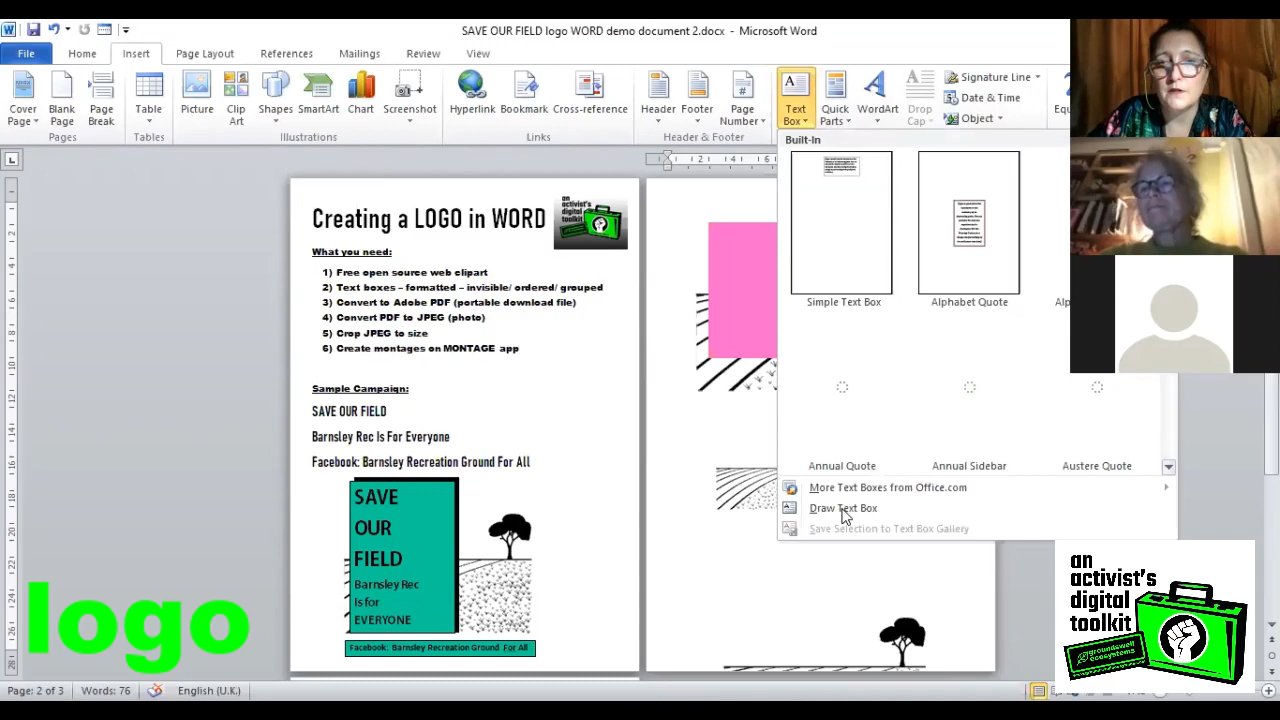 SAVE OUR FIELD logo WORD demo document 2.docx - Microsoft Word
File Home Insert Page Layout References Mailings Review View
Cover Page
Blank Page
Page Break
Table
Picture
Clip Art
Shapes
SmartArt
Chart
Screenshot
Hyperlink
Bookmark
Cross-reference
Header
Footer
Page Number
Text Box
Quick Parts
WordArt
Drop Cap
Signature Line
Date & Time
Object
Pages
Tables
Illustrations
Links
Header & Footer
Built-In
Simple Text Box
Alphabet Quote
Annual Quote
Annual Sidebar
Austere Quote
More Text Boxes from Office.com
Draw Text Box
Save Selection to Text Box Gallery
Creating a LOGO in WORD
an
activist's
digital
toolkit
What you need:
1) Free open source web clipart
2) Text boxes – formatted – invisible/ ordered/ grouped
3) Convert to Adobe PDF (portable download file)
4) Convert PDF to JPEG (photo)
5) Crop JPEG to size
6) Create montages on MONTAGE app
Sample Campaign:
SAVE OUR FIELD
Barnsley Rec Is For Everyone
Facebook: Barnsley Recreation Ground For All
SAVE
OUR
FIELD
Barnsley Rec
Is for
EVERYONE
Facebook: Barnsley Recreation Ground For All
logo
an
activist's
digital
toolkit
groundswell
ecosystems
Page: 2 of 3
Words: 76
English (U.K.)